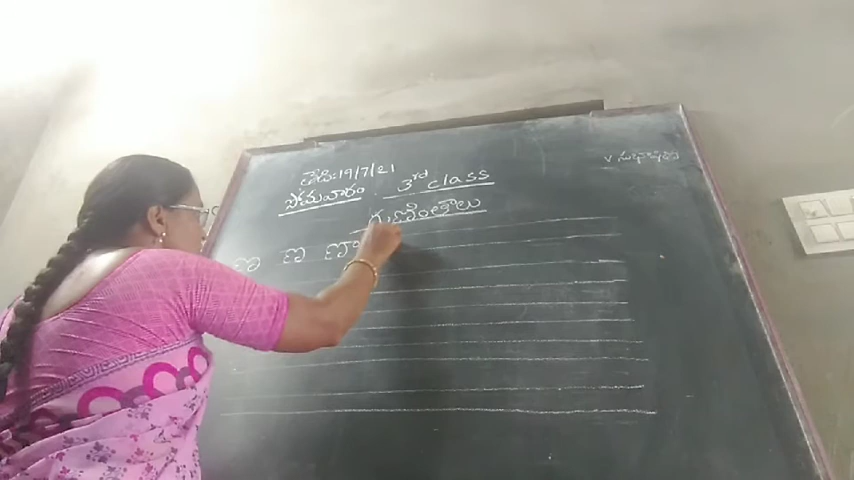 తేది:19/7/21
సోమవారం 3rd class
గుణింతాలు
ణ ణ ణా